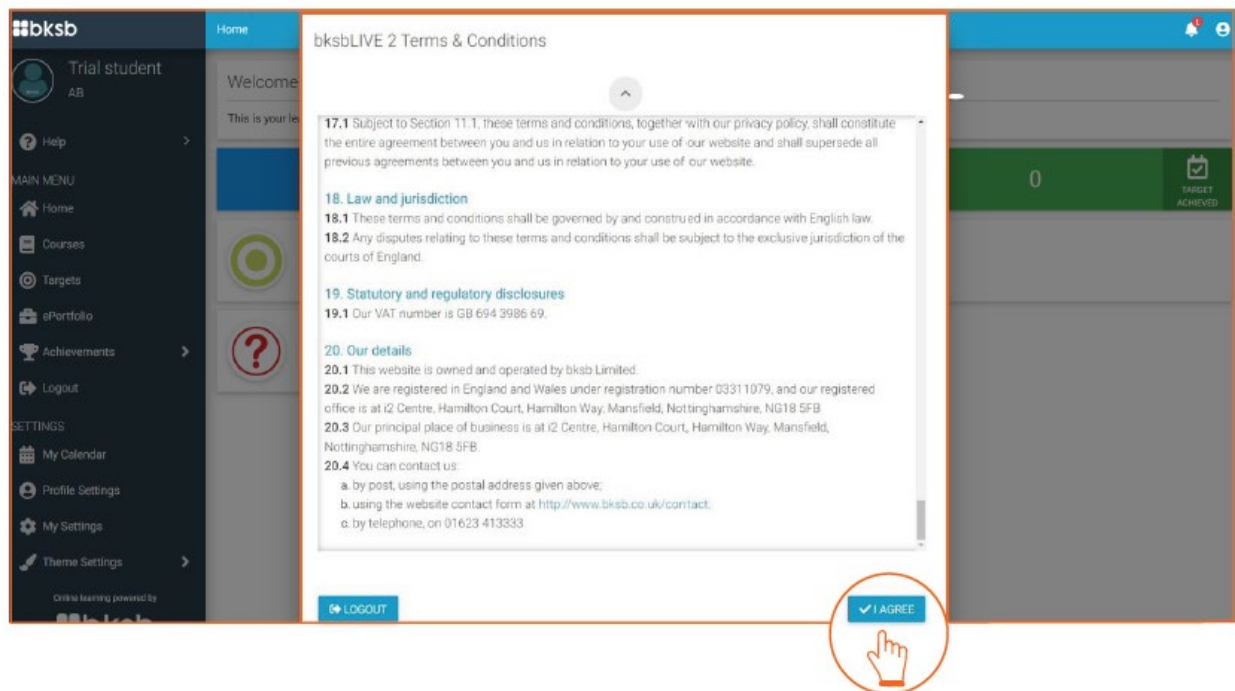 bksb
Home
Trial student
AB
Help
MAIN MENU
Home
Courses
Targets
ePortfolio
Achievements
Logout
SETTINGS
My Calendar
Profile Settings
My Settings
Theme Settings
Online learning powered by
Welcome
This is your le
bksbLIVE 2 Terms & Conditions
17.1 Subject to Section 11.1, these terms and conditions, together with our privacy policy, shall constitute
the entire agreement between you and us in relation to your use of our website and shall supersede all
previous agreements between you and us in relation to your use of our website.
18. Law and jurisdiction
18.1 These terms and conditions shall be governed by and construed in accordance with English law.
18.2 Any disputes relating to these terms and conditions shall be subject to the exclusive jurisdiction of the
courts of England.
19. Statutory and regulatory disclosures
19.1 Our VAT number is GB 694 3986 69.
20. Our details
20.1 This website is owned and operated by bksb Limited.
20.2 We are registered in England and Wales under registration number 03311079, and our registered
office is at i2 Centre, Hamilton Court, Hamilton Way, Mansfield, Nottinghamshire, NG18 5FB
20.3 Our principal place of business is at i2 Centre, Hamilton Court, Hamilton Way, Mansfield,
Nottinghamshire, NG18 5FB.
20.4 You can contact us:
a. by post, using the postal address given above;
b. using the website contact form at http://www.bksb.co.uk/contact;
c. by telephone, on 01623 413333
LOGOUT
I AGREE
1
0
TARGET
ACHIEVED